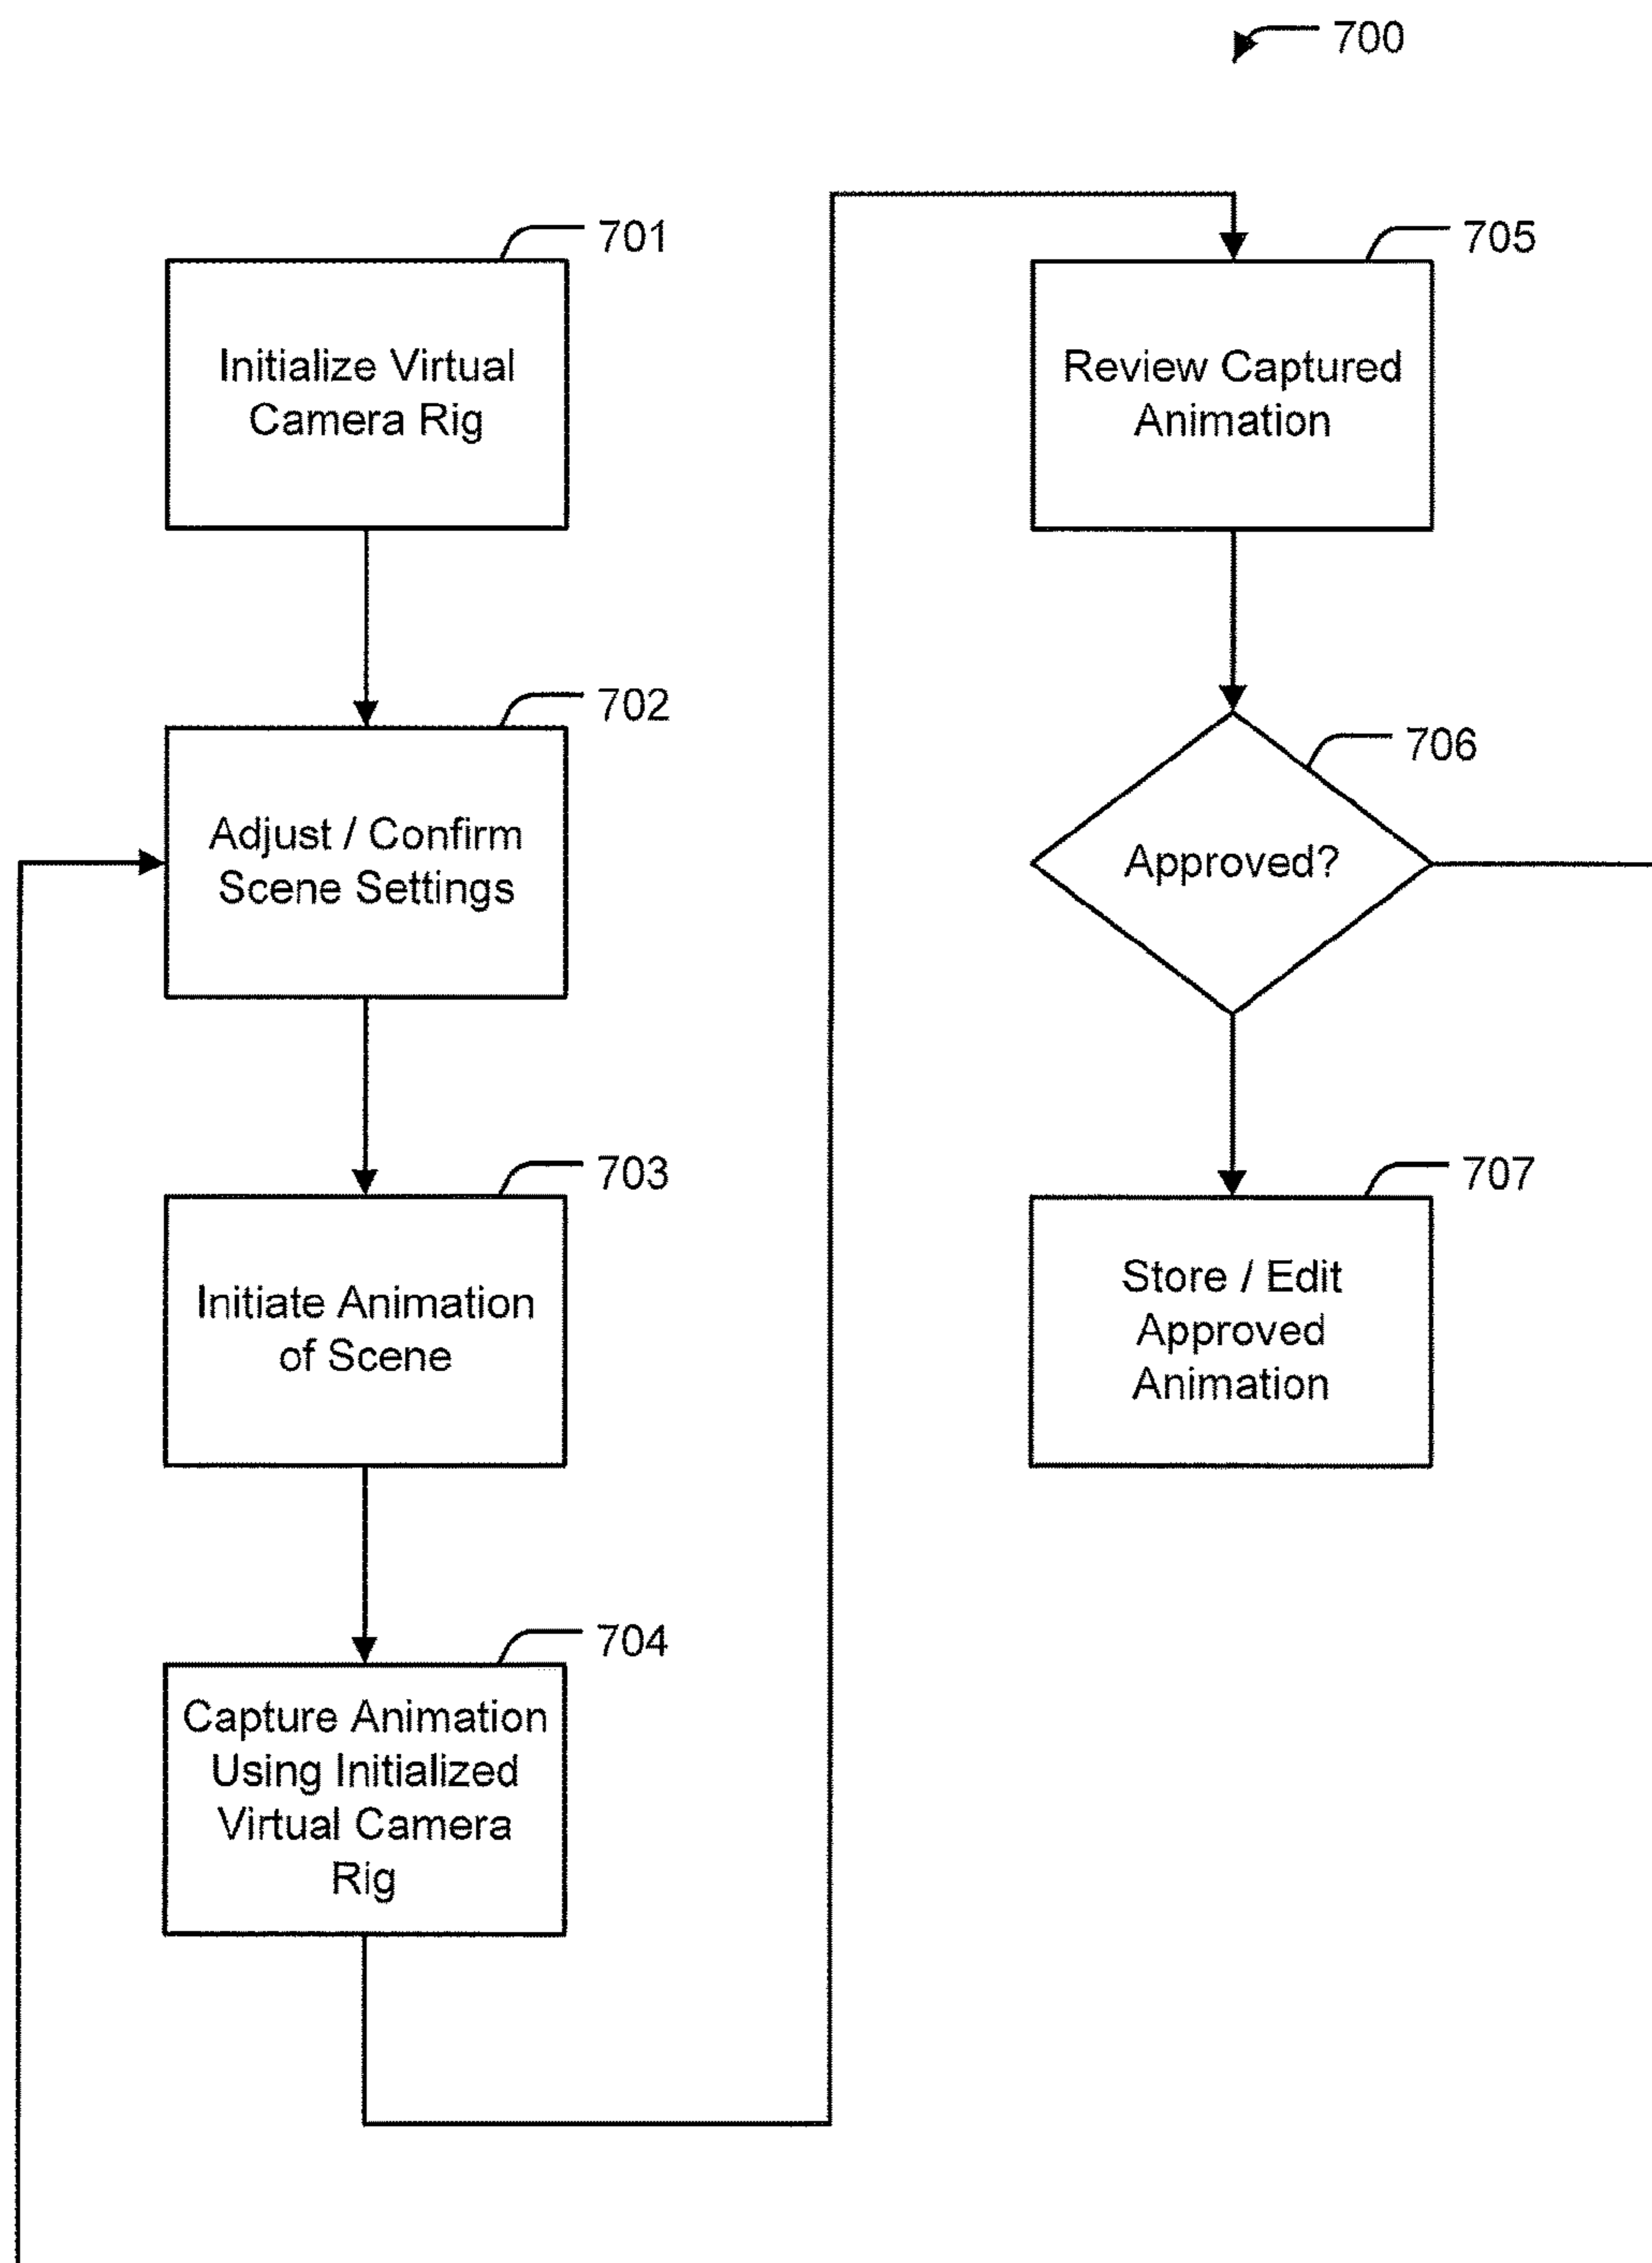 700
701
Initialize Virtual
Camera Rig
702
Adjust / Confirm
Scene Settings
703
Initiate Animation
of Scene
704
Capture Animation
Using Initialized
Virtual Camera
Rig
705
Review Captured
Animation
706
Approved?
707
Store / Edit
Approved
Animation